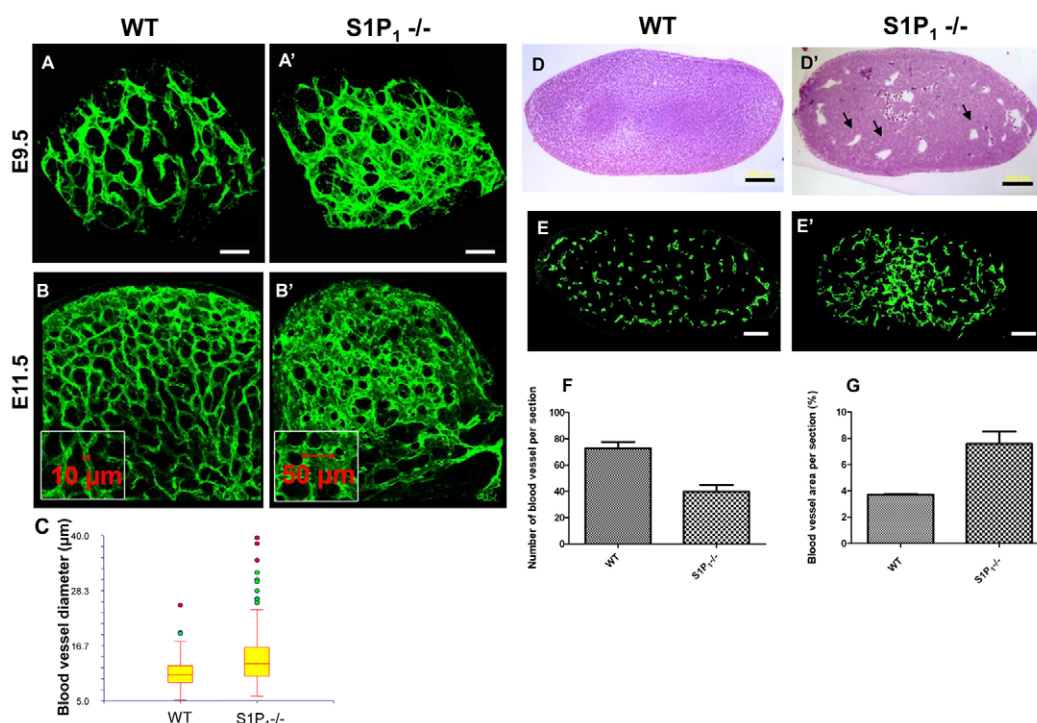 WT
S1P1 -/-
WT
S1P1 -/-
A
A'
D
D'
E9.5
E
E'
B
B'
E11.5
10 µm
50 µm
F
G
Number of blood vessel per section
100
80
60
40
20
0
WT
S1P1-/-
Blood vessel area per section (%)
10
8
6
4
2
0
WT
S1P1-/-
C
Blood vessel diameter (µm)
40.0
28.3
16.7
5.0
WT
S1P1-/-